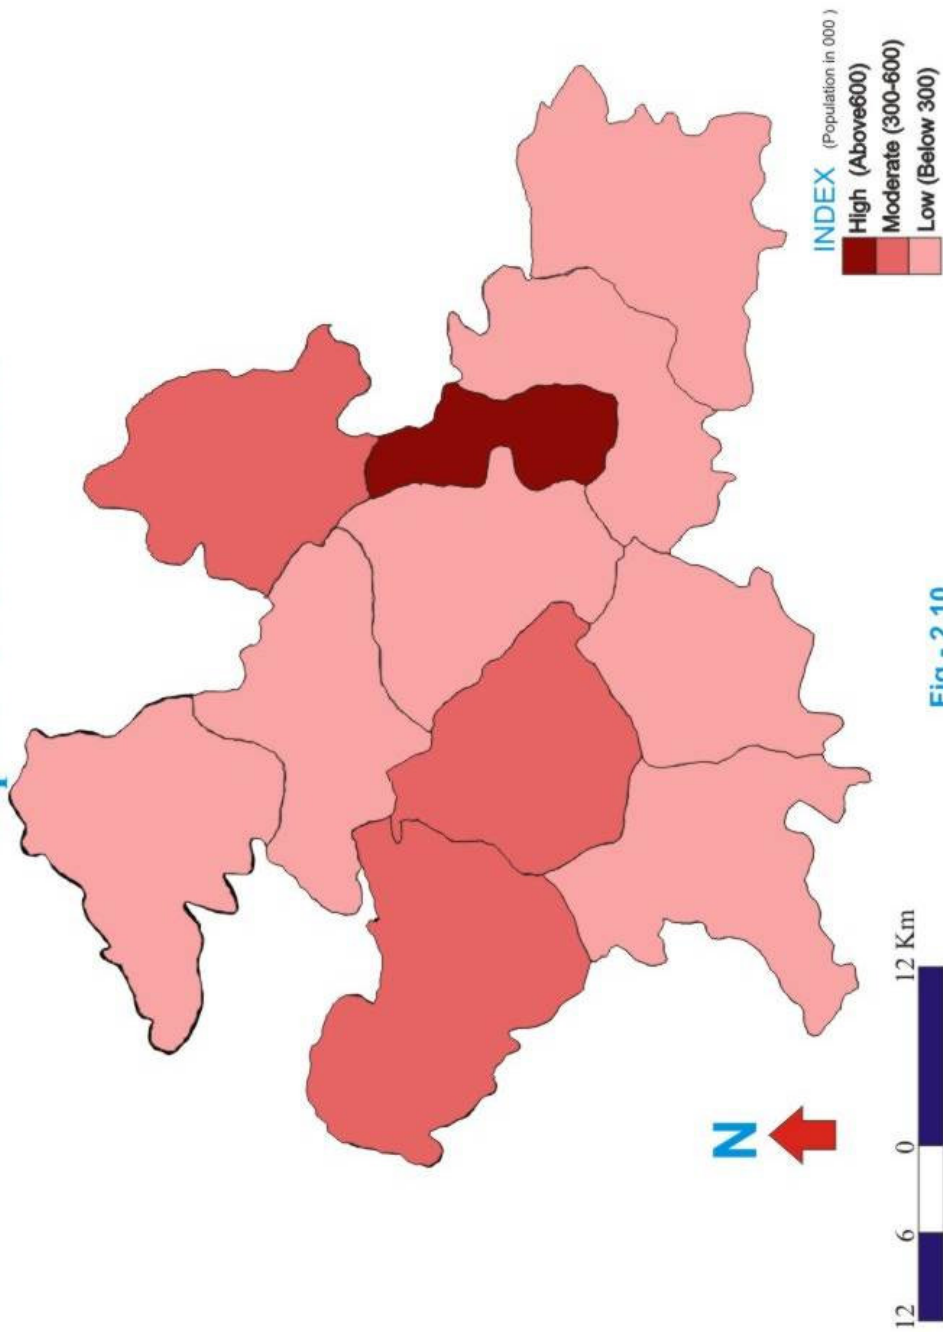 INDEX (Population in 000 )
High (Above600)
Moderate (300-600)
Low (Below 300)
N
12 6 0 12 Km
Fig - 2.10